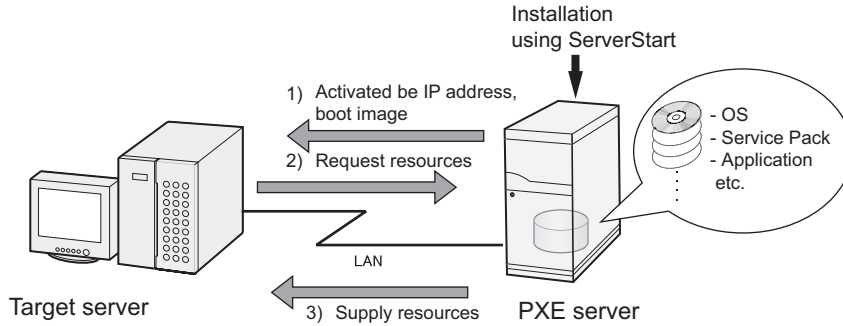 Installation
using ServerStart
1) Activated be IP address,
boot image
2) Request resources
- OS
- Service Pack
- Application
etc.
LAN
Target server
3) Supply resources
PXE server